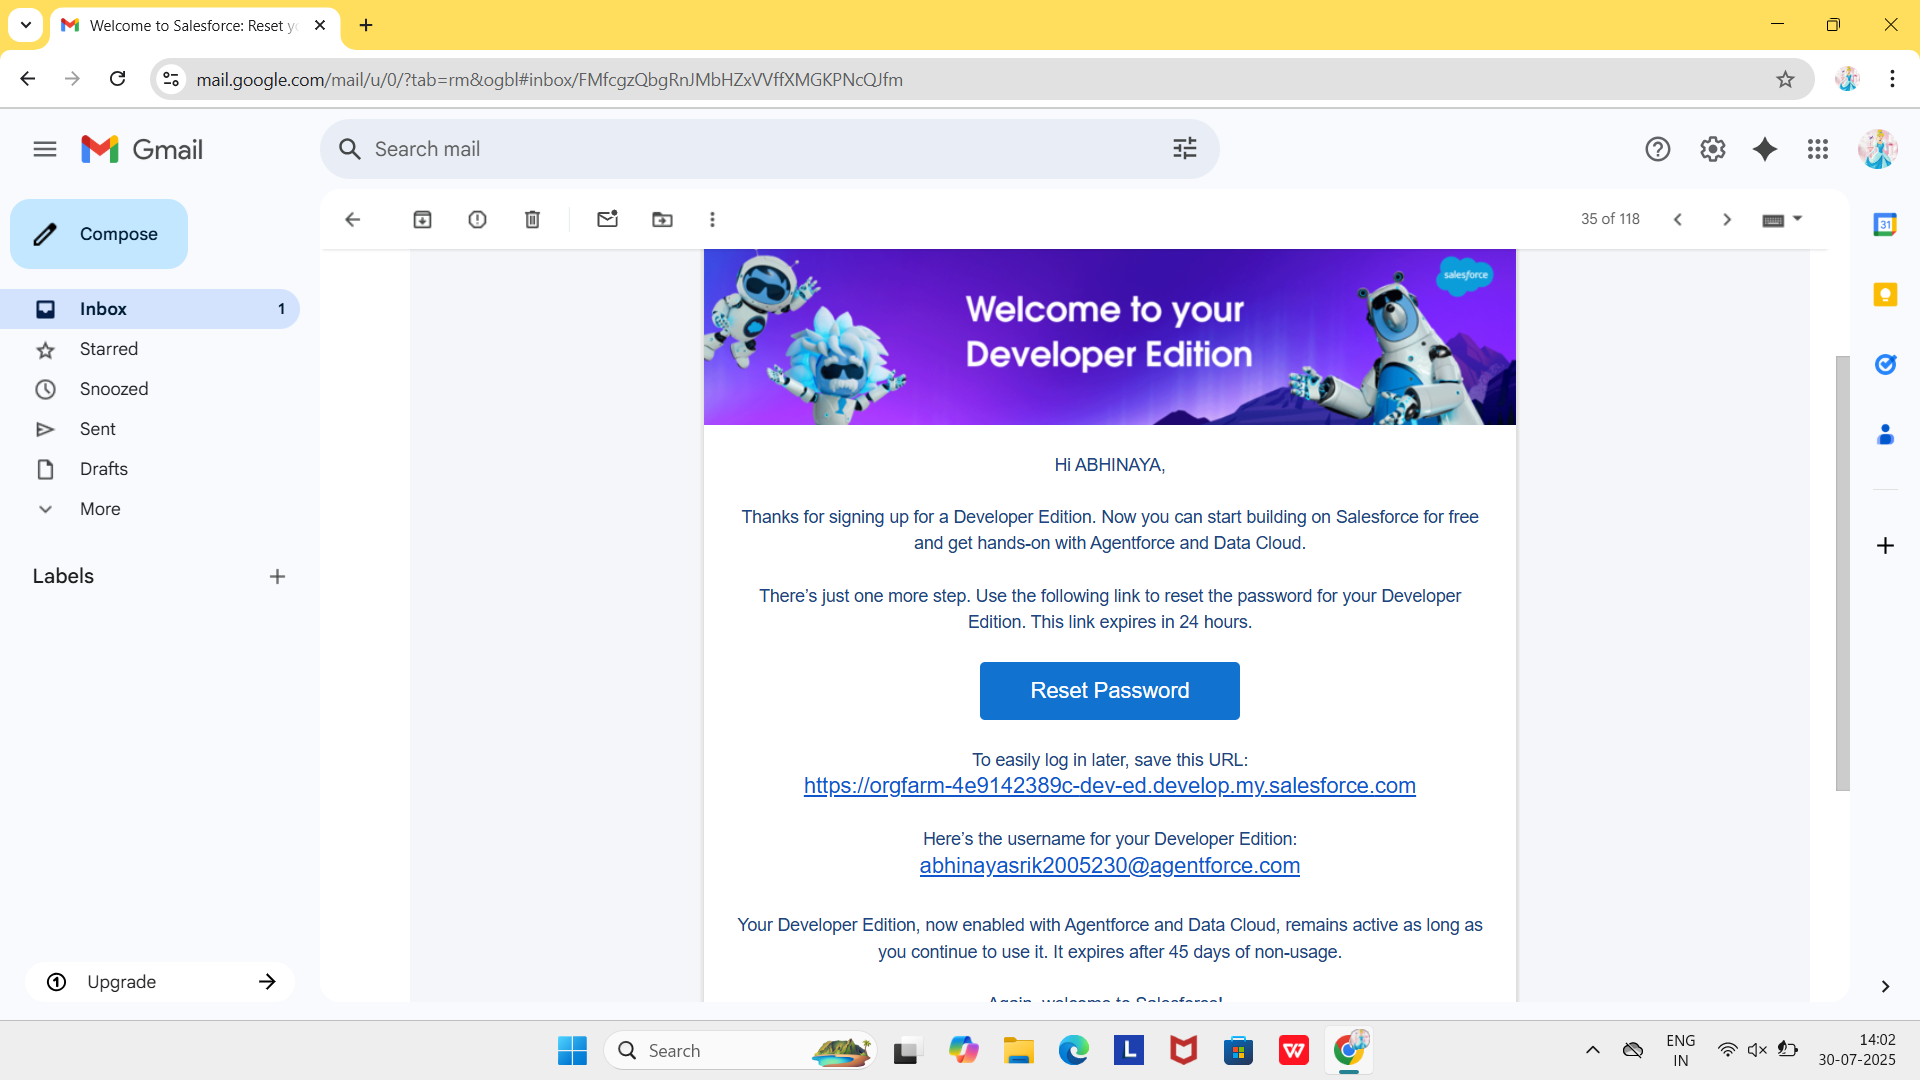 Welcome to Salesforce: Reset yo
mail.google.com/mail/u/0/?tab=rm&ogbl#inbox/FMfcgzQbgRnJMbHZxVVffXMGKPNcQJfm
Gmail
Search mail
Compose
35 of 118
31
Inbox 1
Starred
Snoozed
Sent
Drafts
More
Labels
Upgrade
salesforce
Welcome to your
Developer Edition
Hi ABHINAYA,
Thanks for signing up for a Developer Edition. Now you can start building on Salesforce for free
and get hands-on with Agentforce and Data Cloud.
There’s just one more step. Use the following link to reset the password for your Developer
Edition. This link expires in 24 hours.
Reset Password
To easily log in later, save this URL:
https://orgfarm-4e9142389c-dev-ed.develop.my.salesforce.com
Here’s the username for your Developer Edition:
abhinayasrik2005230@agentforce.com
Your Developer Edition, now enabled with Agentforce and Data Cloud, remains active as long as
you continue to use it. It expires after 45 days of non-usage.
Again, welcome to Salesforce!
Search
L
W
ENG
IN
14:02
30-07-2025